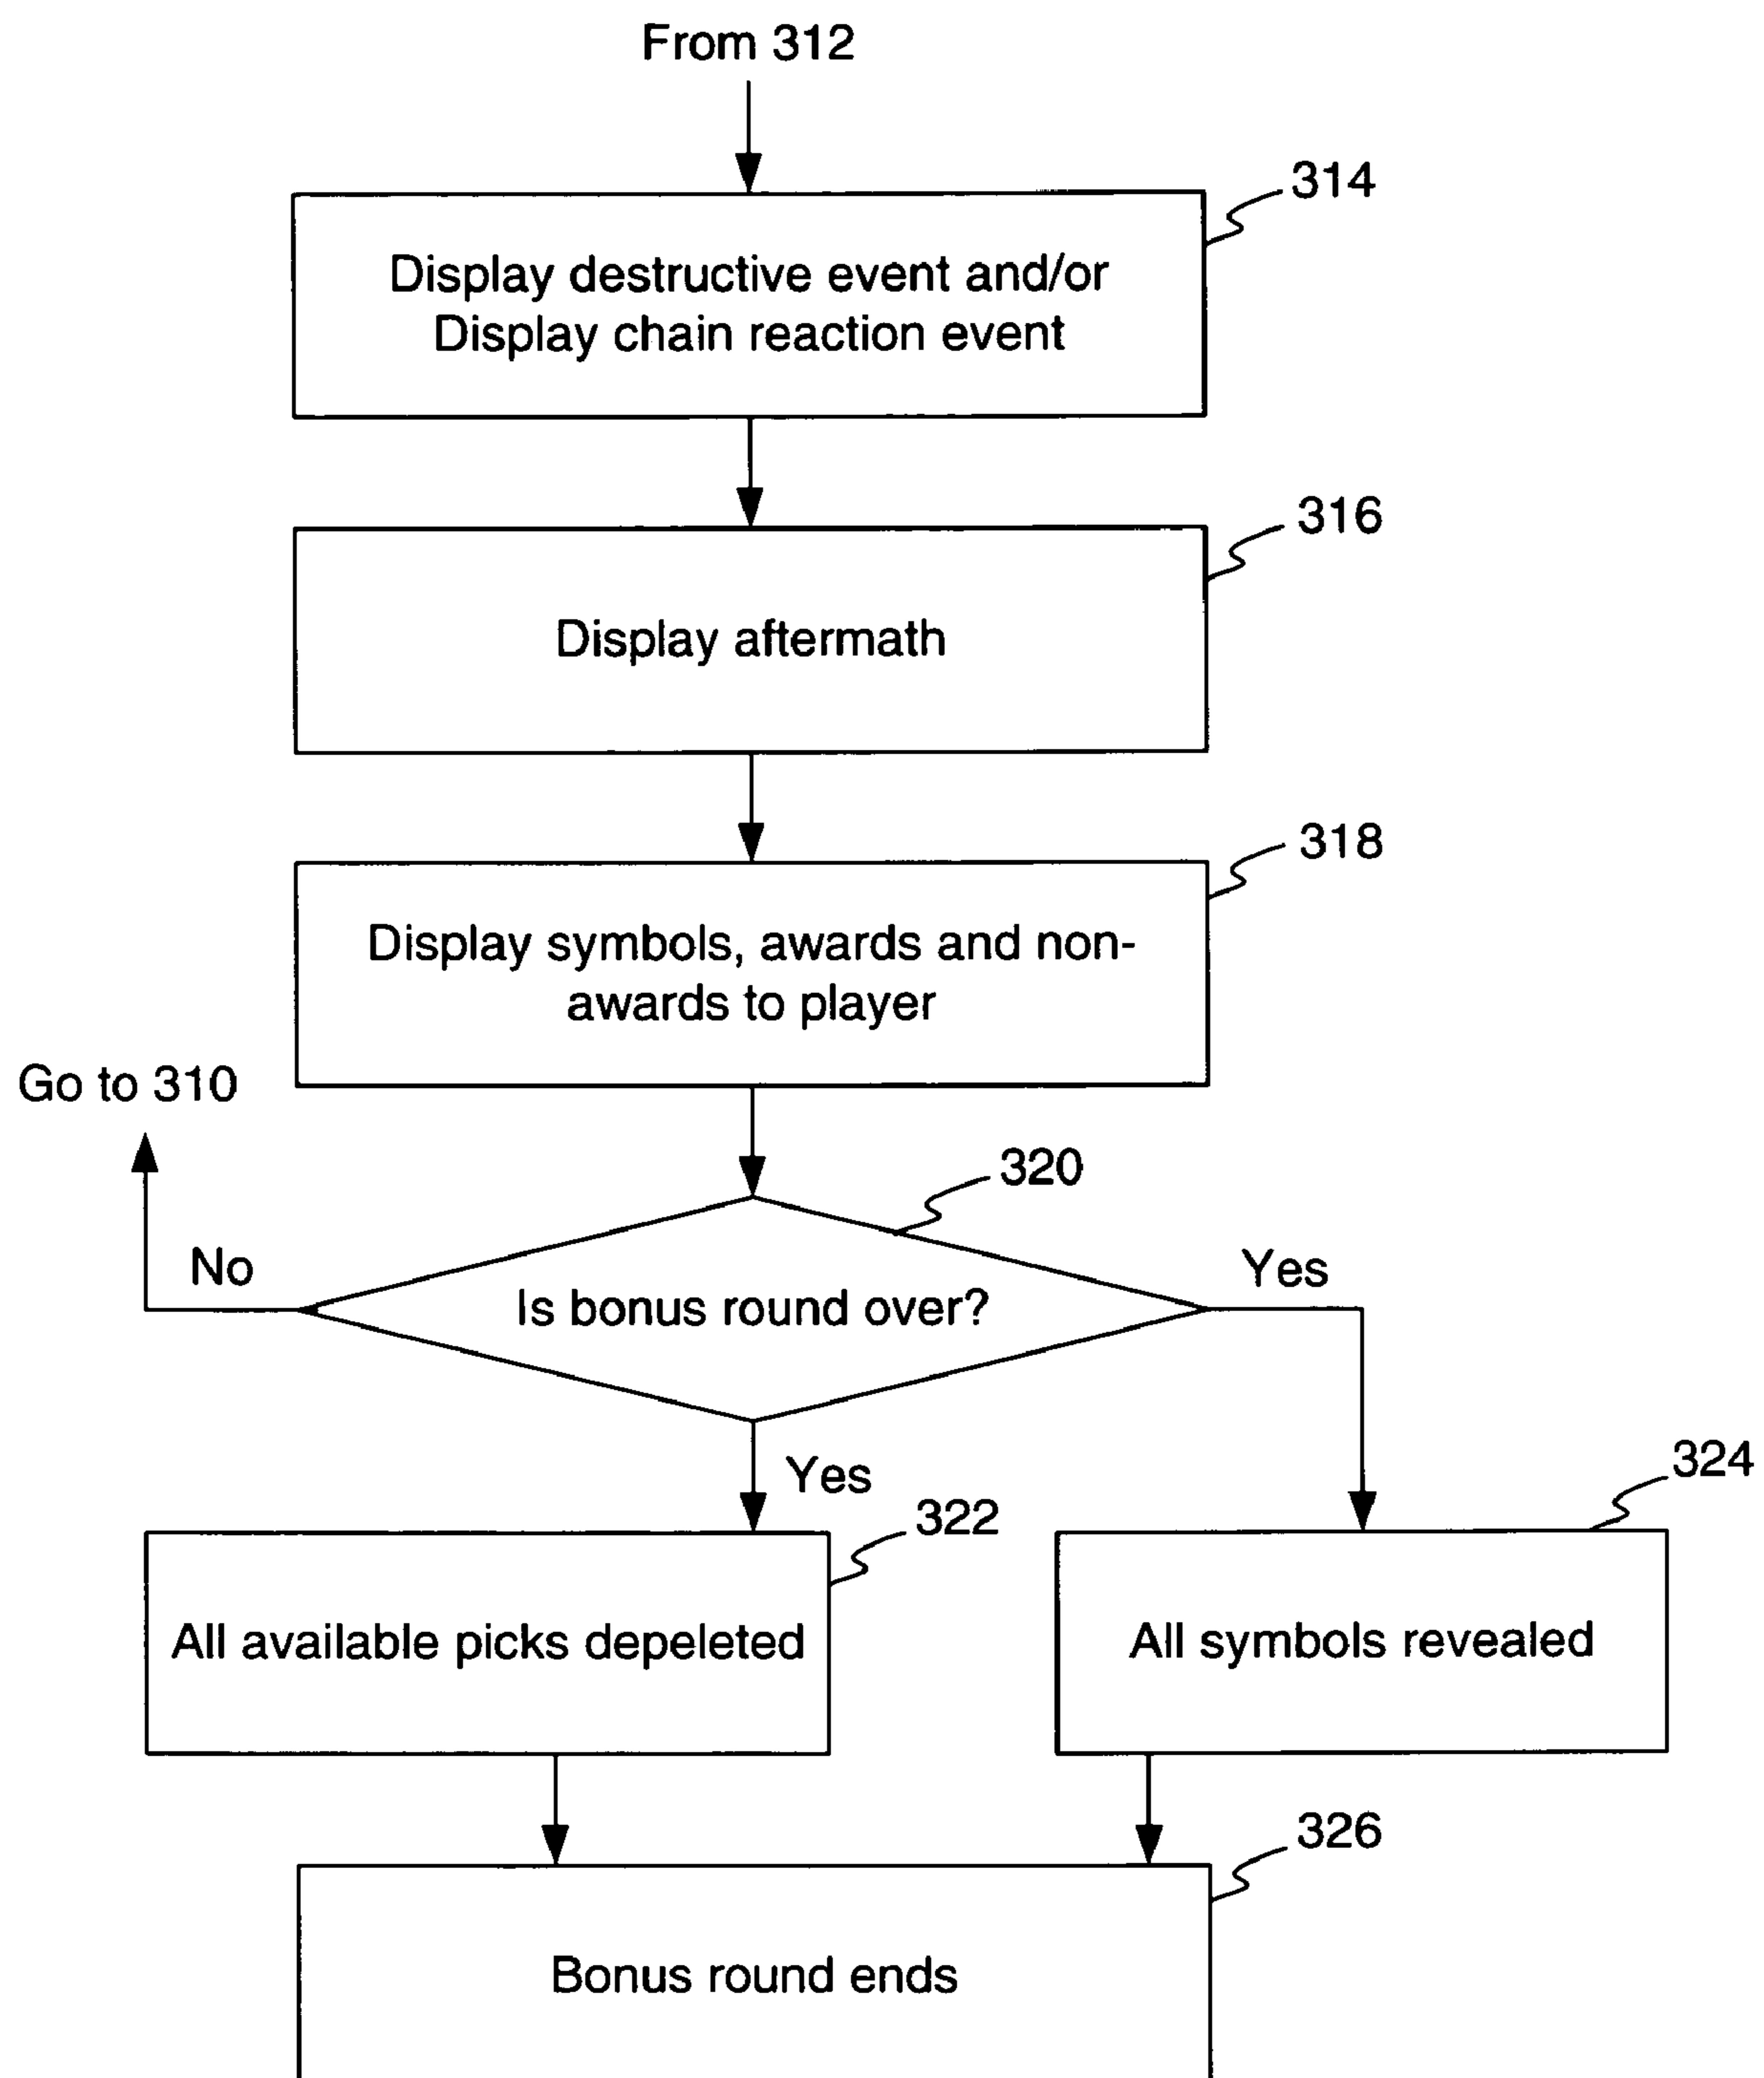 From 312
314
Display destructive event and/or
Display chain reaction event
316
Display aftermath
318
Display symbols, awards and non-
awards to player
Go to 310
320
No
Is bonus round over?
Yes
Yes
322
324
All available picks depeleted
All symbols revealed
326
Bonus round ends